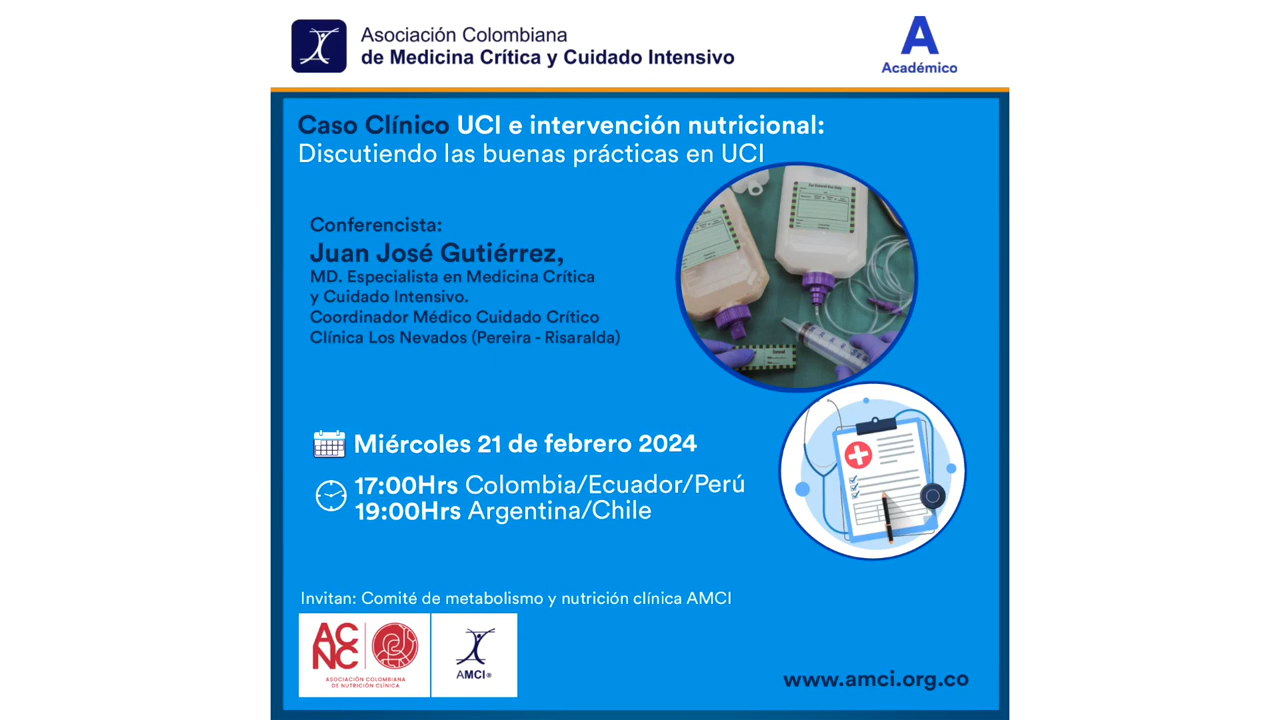 Asociación Colombiana
de Medicina Crítica y Cuidado Intensivo
A
Académico
Caso Clínico UCI e intervención nutricional:
Discutiendo las buenas prácticas en UCI
Conferencista:
Juan José Gutiérrez,
MD. Especialista en Medicina Crítica
y Cuidado Intensivo.
Coordinador Médico Cuidado Crítico
Clínica Los Nevados (Pereira - Risaralda)
Miércoles 21 de febrero 2024
17:00Hrs Colombia/Ecuador/Perú
19:00Hrs Argentina/Chile
Invitan: Comité de metabolismo y nutrición clínica AMCI
AC
NC
ASOCIACIÓN COLOMBIANA
DE NUTRICIÓN CLÍNICA
AMCI®
www.amci.org.co